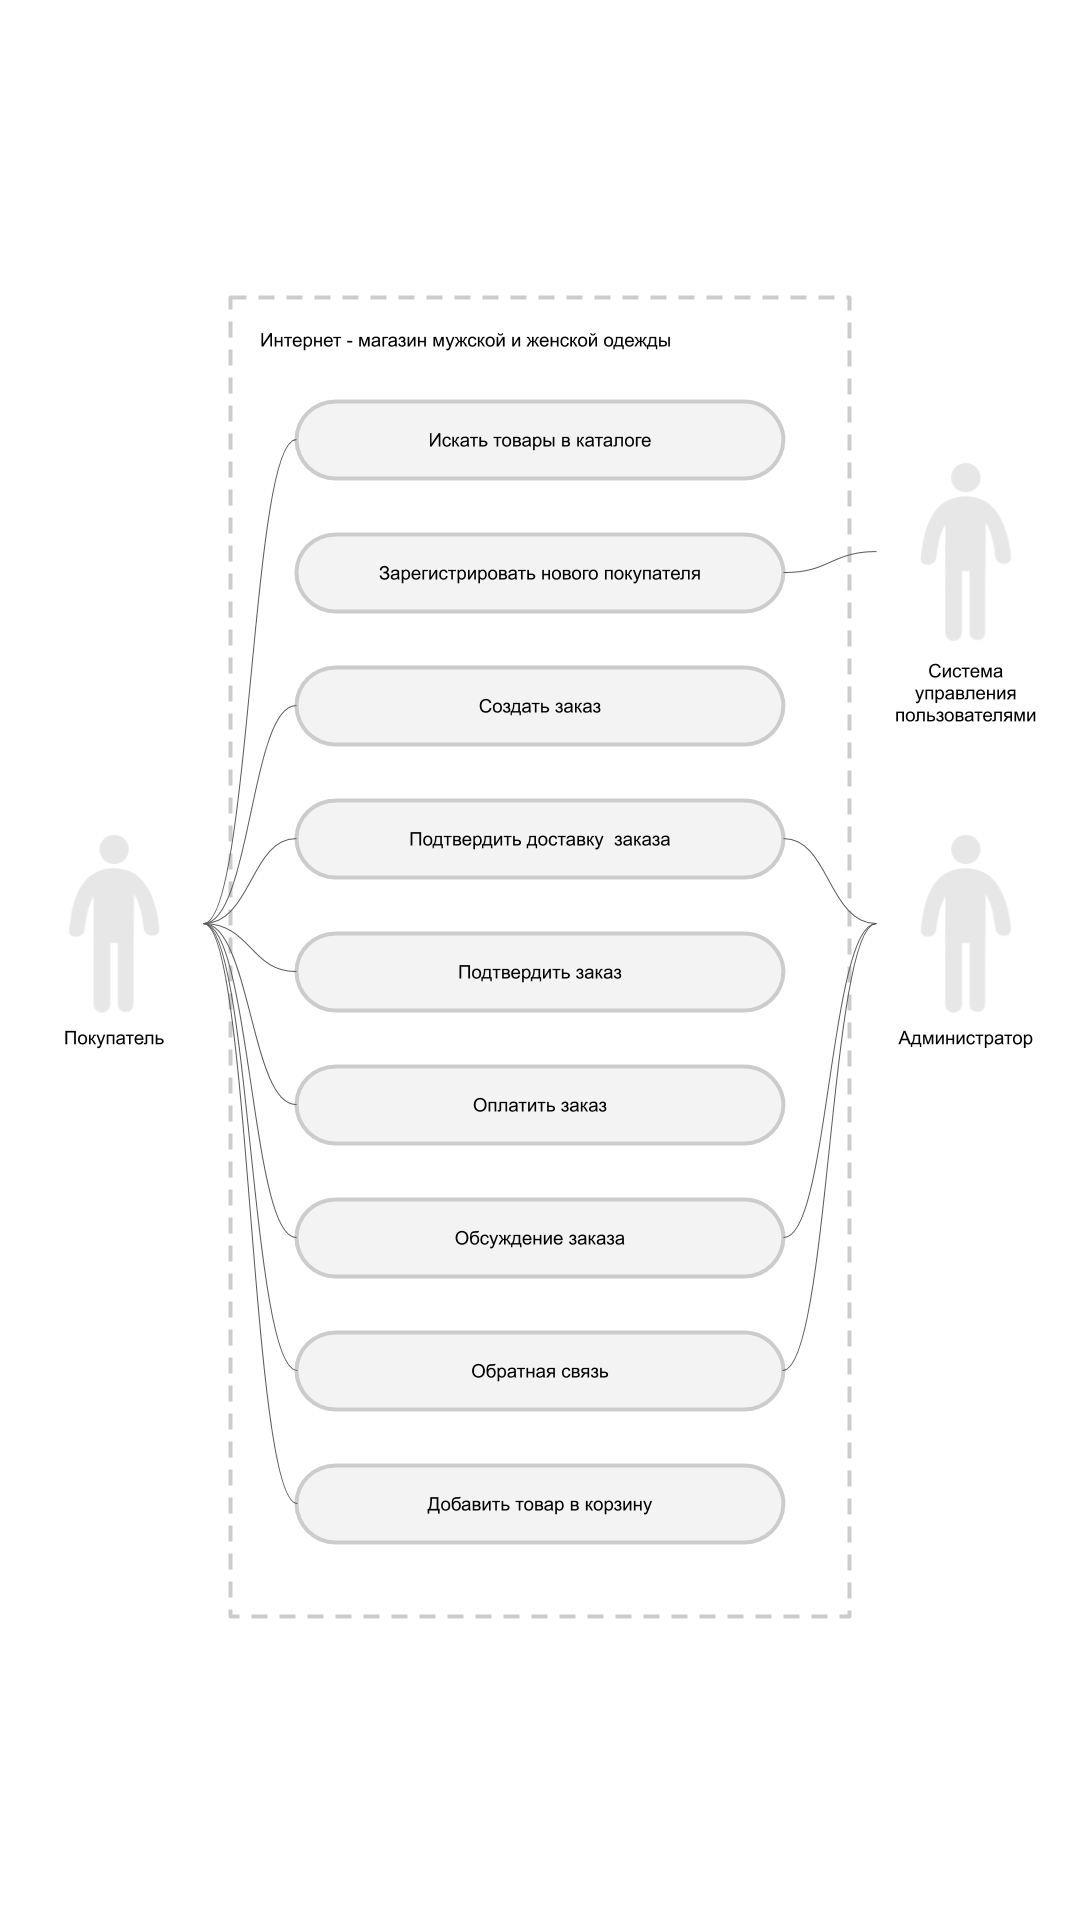 Интернет - магазин мужской и женской одежды
Искать товары в каталоге
Зарегистрировать нового покупателя
Система
управления
пользователями
Создать заказ
Подтвердить доставку  заказа
Подтвердить заказ
Покупатель
Администратор
Оплатить заказ
Обсуждение заказа
Обратная связь
Добавить товар в корзину